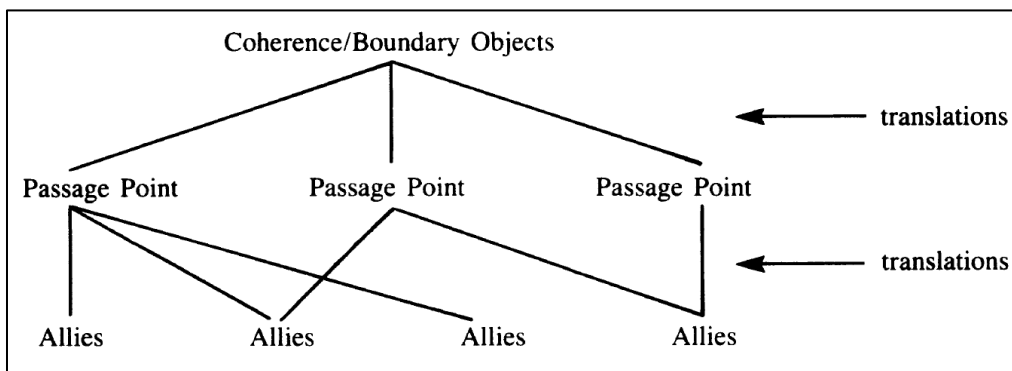 Coherence/Boundary Objects
translations
Passage Point Passage Point Passage Point
translations
Allies Allies Allies Allies